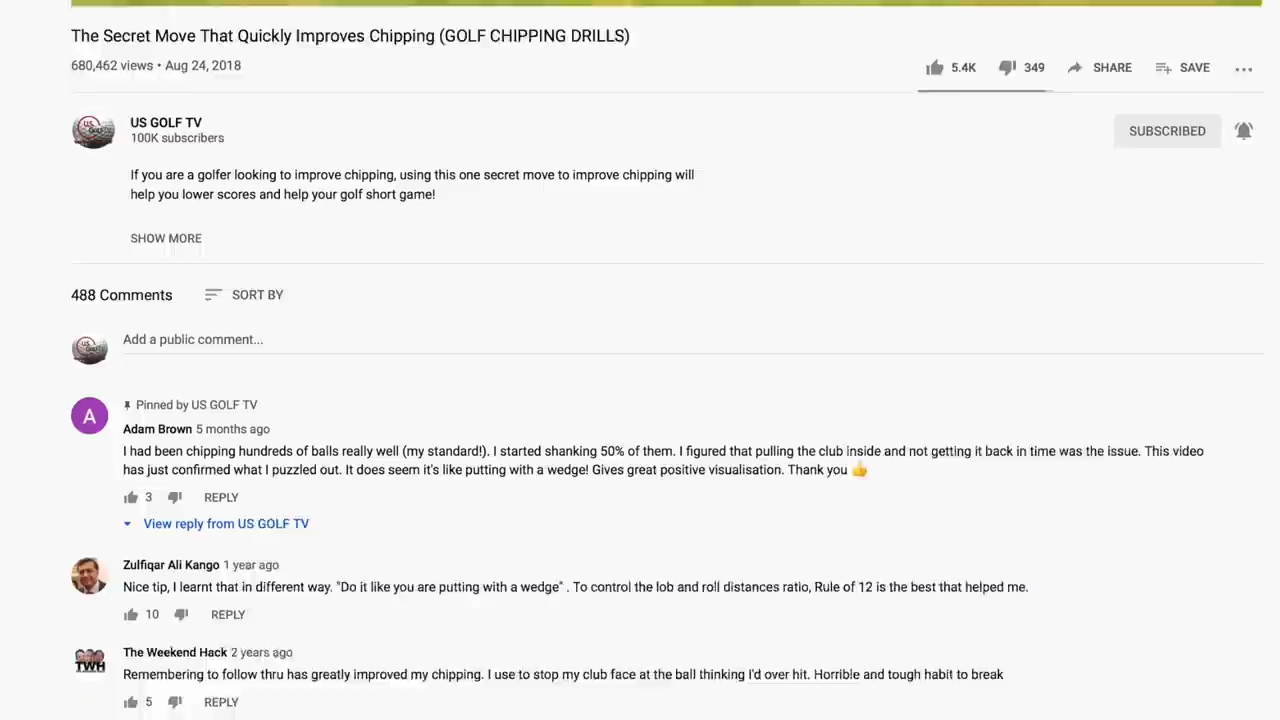 The Secret Move That Quickly Improves Chipping (GOLF CHIPPING DRILLS)
680,462 views • Aug 24, 2018
5.4K 349 SHARE SAVE ...
US GOLF TV
100K subscribers
SUBSCRIBED
If you are a golfer looking to improve chipping, using this one secret move to improve chipping will
help you lower scores and help your golf short game!
SHOW MORE
488 Comments SORT BY
Add a public comment...
A
Pinned by US GOLF TV
Adam Brown 5 months ago
I had been chipping hundreds of balls really well (my standard!). I started shanking 50% of them. I figured that pulling the club inside and not getting it back in time was the issue. This video
has just confirmed what I puzzled out. It does seem it's like putting with a wedge! Gives great positive visualisation. Thank you 👍
3 REPLY
View reply from US GOLF TV
Zulfiqar Ali Kango 1 year ago
Nice tip, I learnt that in different way. "Do it like you are putting with a wedge" . To control the lob and roll distances ratio, Rule of 12 is the best that helped me.
10 REPLY
TWH
The Weekend Hack 2 years ago
Remembering to follow thru has greatly improved my chipping. I use to stop my club face at the ball thinking I'd over hit. Horrible and tough habit to break
5 REPLY